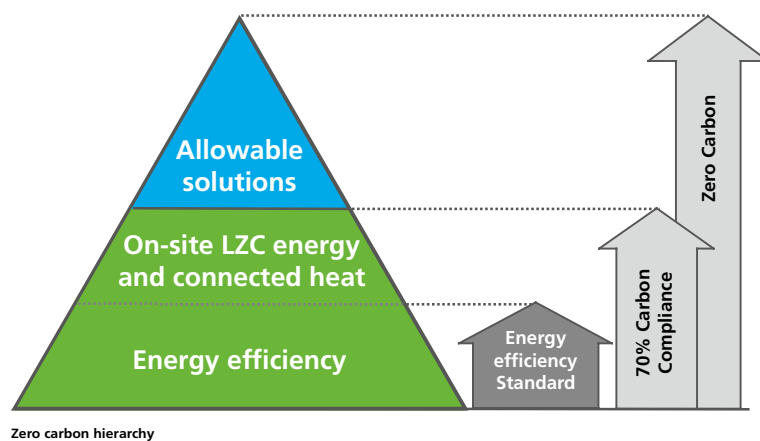 Allowable
solutions
On-site LZC energy
and connected heat
Energy efficiency
Energy
efficiency
Standard
70% Carbon
Compliance
Zero Carbon
Zero carbon hierarchy